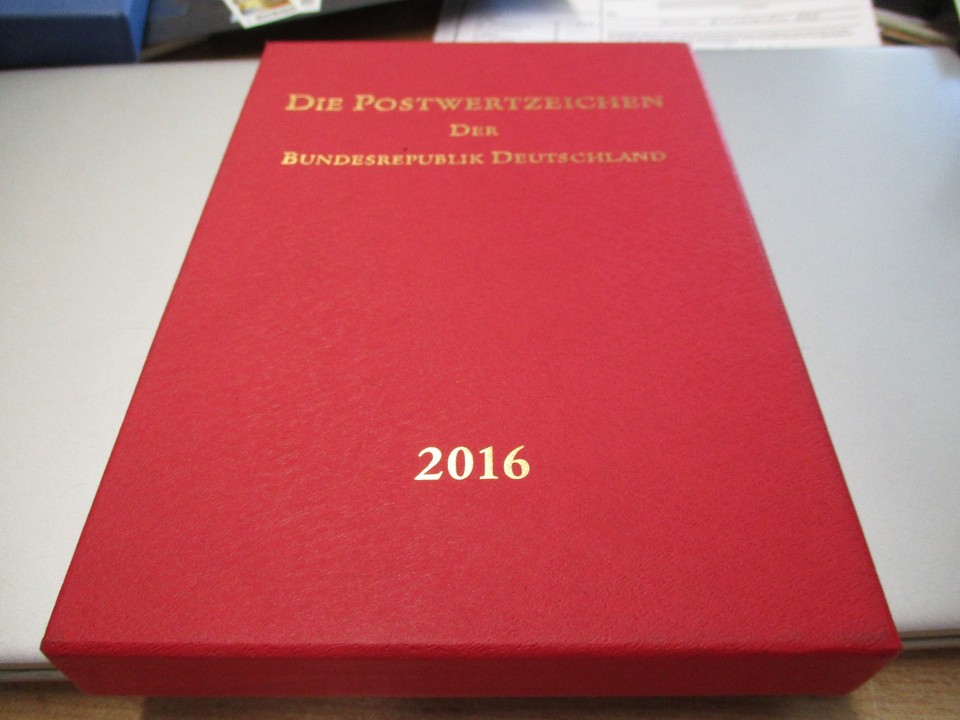 Die Postwertzeichen
Der
Bundesrepublik Deutschland
2016